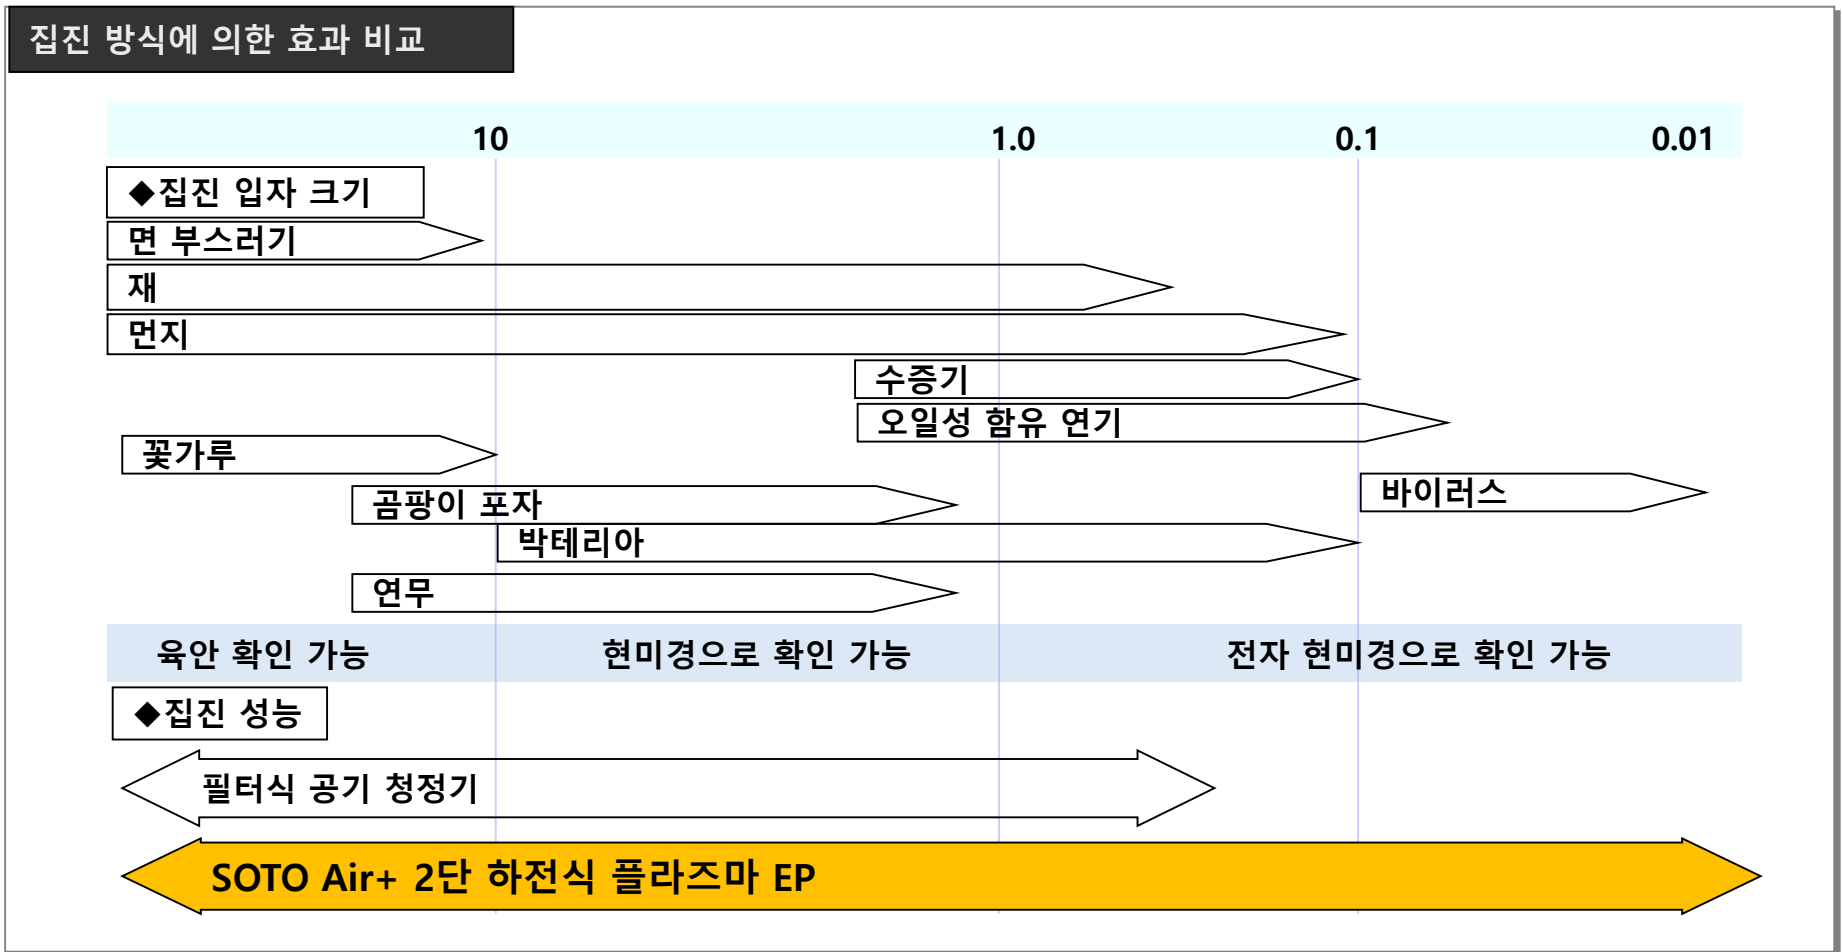 집진 방식에 의한 효과 비교
10 1.0 0.1 0.01
◆집진 입자 크기
면 부스러기
재
먼지
수증기
오일성 함유 연기
꽃가루
바이러스
곰팡이 포자
박테리아
연무
육안 확인 가능 현미경으로 확인 가능 전자 현미경으로 확인 가능
◆집진 성능
필터식 공기 청정기
SOTO Air+ 2단 하전식 플라즈마 EP